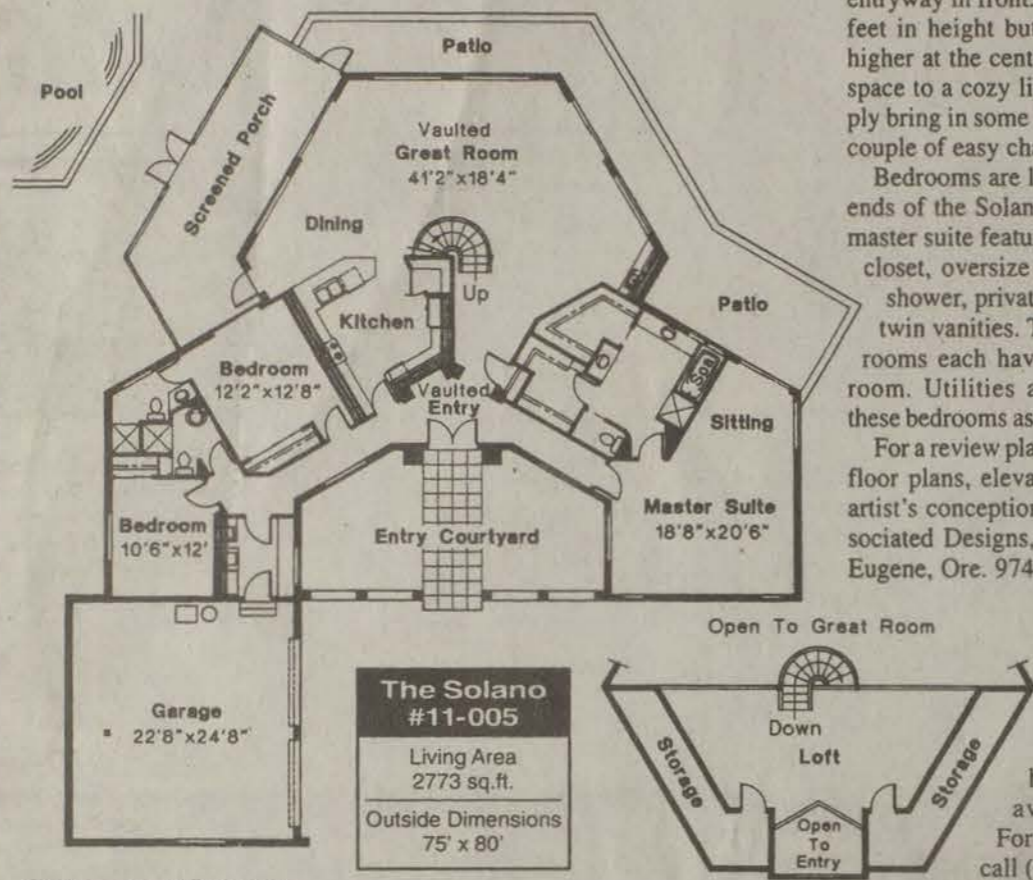 Pool
Patio
Screened Porch
Vaulted
Great Room
41'2"x18'4"
Dining
Up
Kitchen
Patio
Bedroom
12'2"x12'8"
Vaulted
Entry
Spa
Sitting
Master Suite
18'8"x20'6"
Bedroom
10'6"x12'
Entry Courtyard
Garage
22'8"x24'8"
The Solano
#11-005
Living Area
2773 sq.ft.
Outside Dimensions
75' x 80'
Open To Great Room
Down
Loft
Storage
Storage
Open
To
Entry
entryway in front.
feet in height bu
higher at the cent
space to a cozy li
ply bring in some
couple of easy cha
Bedrooms are l
ends of the Solan
master suite featu
closet, oversize
shower, privat
twin vanities.
rooms each hav
room. Utilities
these bedrooms as
For a review pla
floor plans, eleva
artist's conception
sociated Designs,
Eugene, Ore. 974
av
For
call (